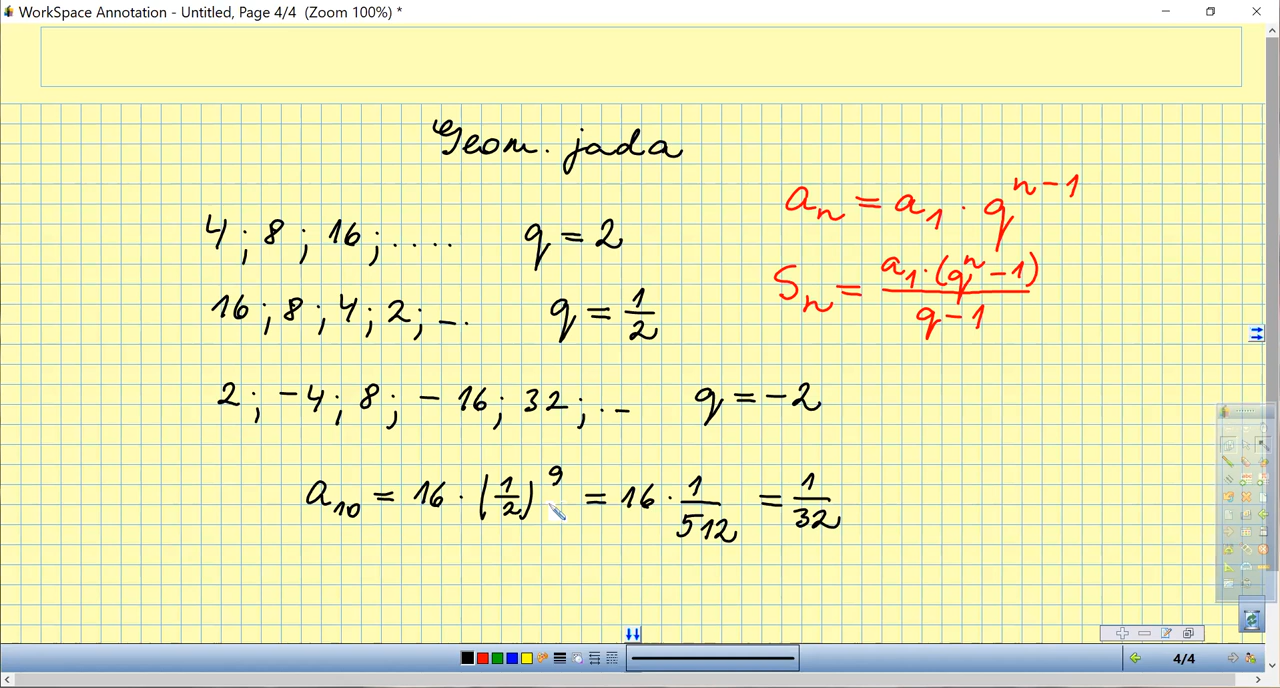 WorkSpace Annotation - Untitled, Page 4/4 (Zoom 100%) *
Geom. jada
4 ; 8 ; 16 ; .... q = 2
16 ; 8 ; 4 ; 2 ; ... q = 1/2
2 ; -4 ; 8 ; -16 ; 32 ; ... q = -2
a₁₀ = 16 · (1/2)⁹ = 16 · 1/512 = 1/32
aₙ = a₁ · qⁿ⁻¹
Sₙ = a₁·(qⁿ-1)/q-1
4/4